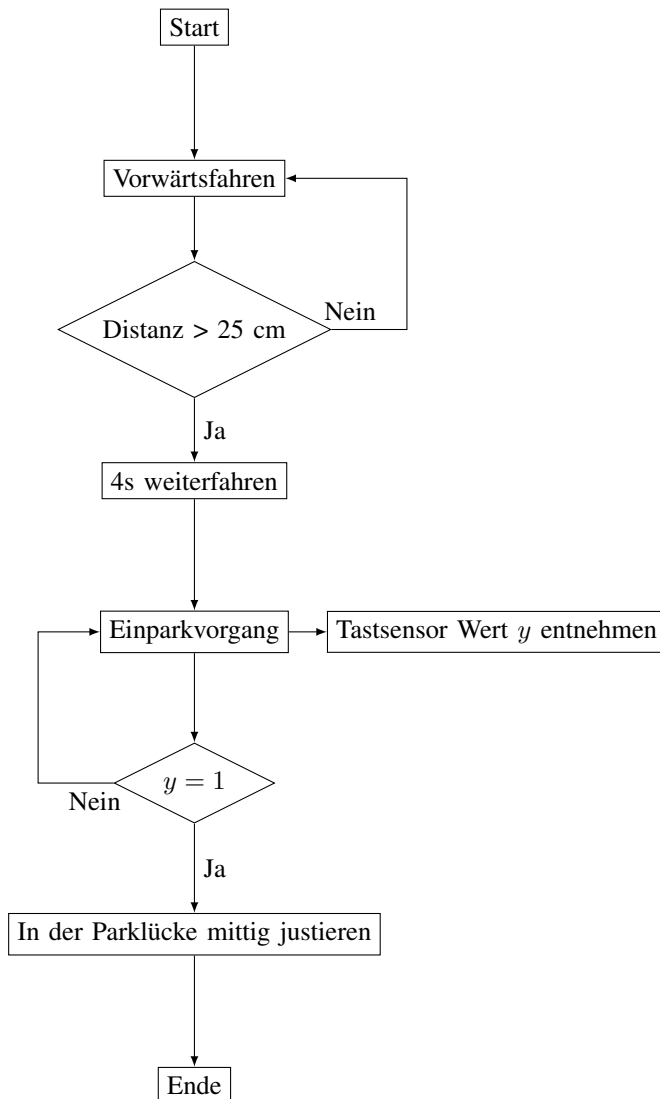 Start
Vorwärtsfahren
Distanz > 25 cm
Nein
Ja
4s weiterfahren
Einparkvorgang
Tastsensor Wert y entnehmen
y = 1
Nein
Ja
In der Parklücke mittig justieren
Ende